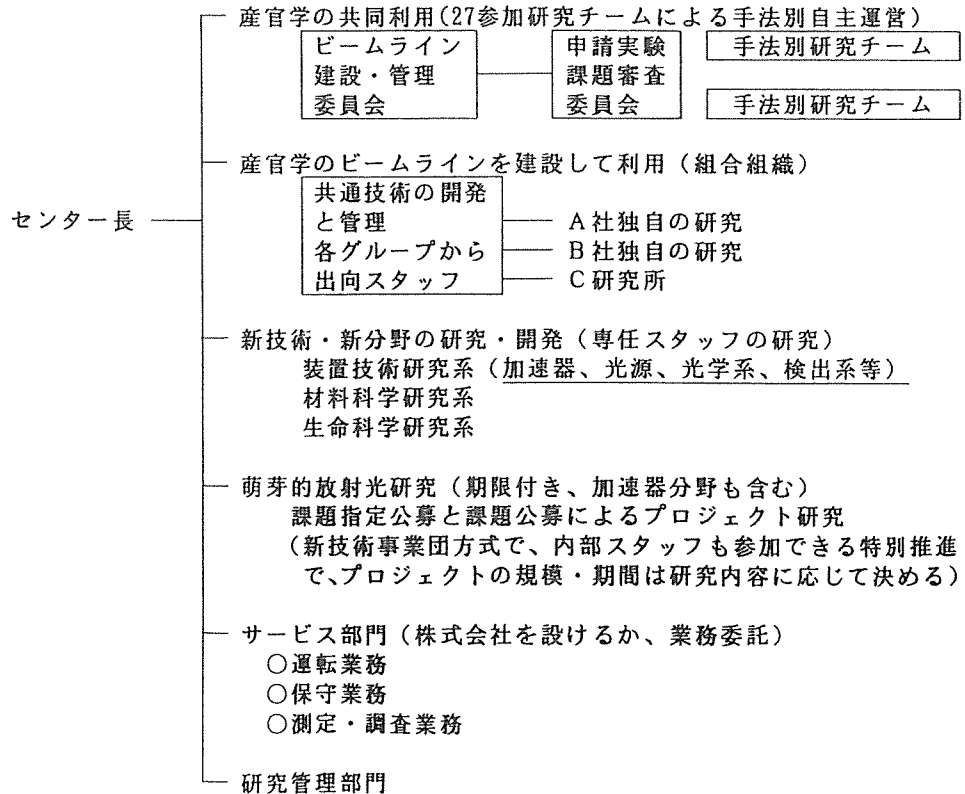 産官学の共同利用(27参加研究チームによる手法別自主運営)
ビームライン
建設・管理
委員会
申請実験
課題審査
委員会
手法別研究チーム
手法別研究チーム
産官学のビームラインを建設して利用(組合組織)
共通技術の開発
と管理
各グループから
出向スタッフ
A社独自の研究
B社独自の研究
C研究所
センター長
新技術・新分野の研究・開発(専任スタッフの研究)
装置技術研究系(加速器、光源、光学系、検出系等)
材料科学研究系
生命科学研究系
萌芽的放射光研究(期限付き、加速器分野も含む)
課題指定公募と課題公募によるプロジェクト研究
(新技術事業団方式で、内部スタッフも参加できる特別推進
で、プロジェクトの規模・期間は研究内容に応じて決める)
サービス部門(株式会社を設けるか、業務委託)
○運転業務
○保守業務
○測定・調査業務
研究管理部門